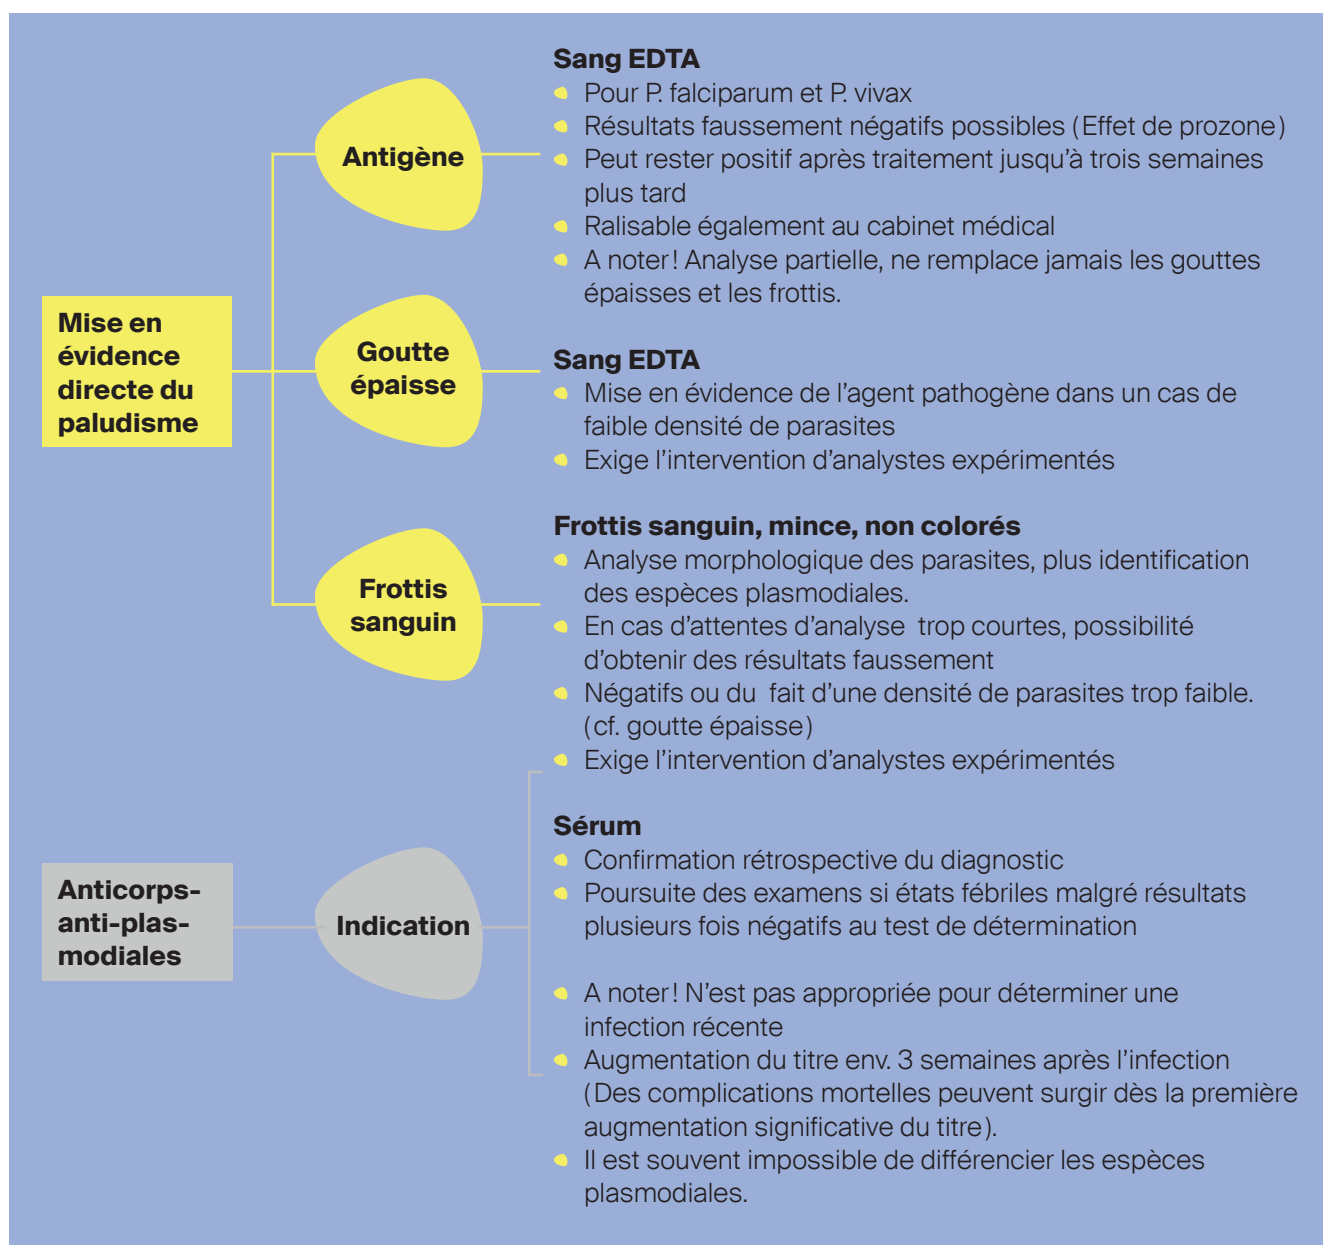 Mise en
évidence
directe du
paludisme
Antigène
Sang EDTA
Pour P. falciparum et P. vivax
Résultats faussement négatifs possibles (Effet de prozone)
Peut rester positif après traitement jusqu’à trois semaines
plus tard
Ralisable également au cabinet médical
A noter! Analyse partielle, ne remplace jamais les gouttes
épaisses et les frottis.
Goutte
épaisse
Sang EDTA
Mise en évidence de l’agent pathogène dans un cas de
faible densité de parasites
Exige l’intervention d’analystes expérimentés
Frottis
sanguin
Frottis sanguin, mince, non colorés
Analyse morphologique des parasites, plus identification
des espèces plasmodiales.
En cas d’attentes d’analyse trop courtes, possibilité
d’obtenir des résultats faussement
Négatifs ou du fait d’une densité de parasites trop faible.
(cf. goutte épaisse)
Exige l’intervention d’analystes expérimentés
Anticorps-
anti-plas-
modiales
Indication
Sérum
Confirmation rétrospective du diagnostic
Poursuite des examens si états fébriles malgré résultats
plusieurs fois négatifs au test de détermination
A noter! N’est pas appropriée pour déterminer une
infection récente
Augmentation du titre env. 3 semaines après l’infection
(Des complications mortelles peuvent surgir dès la première
augmentation significative du titre).
Il est souvent impossible de différencier les espèces
plasmodiales.